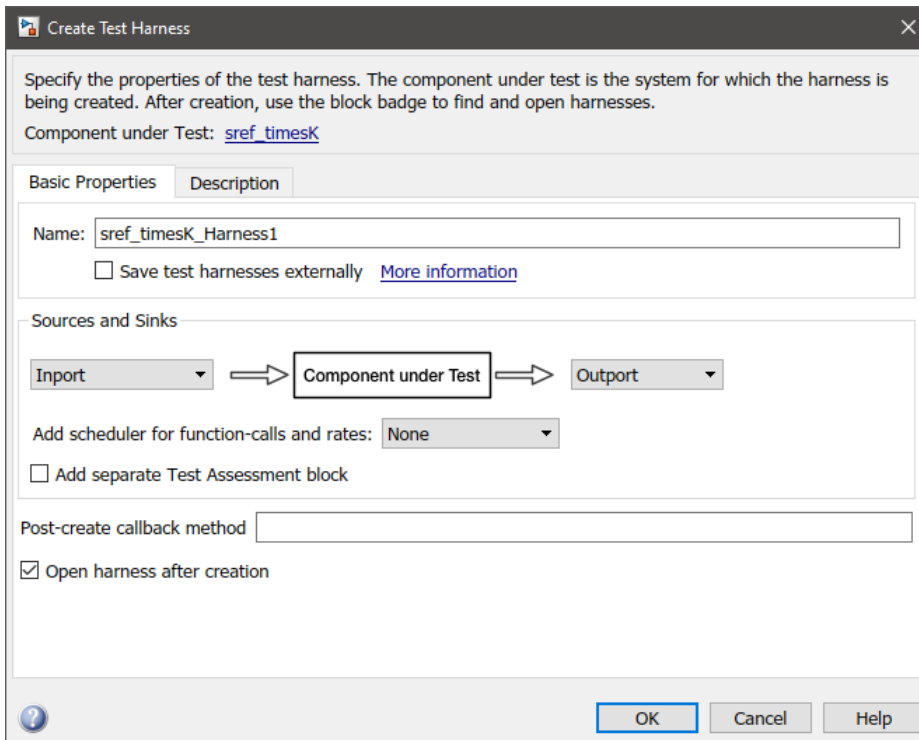 Create Test Harness
Specify the properties of the test harness. The component under test is the system for which the harness is
being created. After creation, use the block badge to find and open harnesses.
Component under Test: sref_timesK
Basic Properties Description
Name: sref_timesK_Harness1
Save test harnesses externally More information
Sources and Sinks
Inport Component under Test Outport
Add scheduler for function-calls and rates: None
Add separate Test Assessment block
Post-create callback method
Open harness after creation
? OK Cancel Help